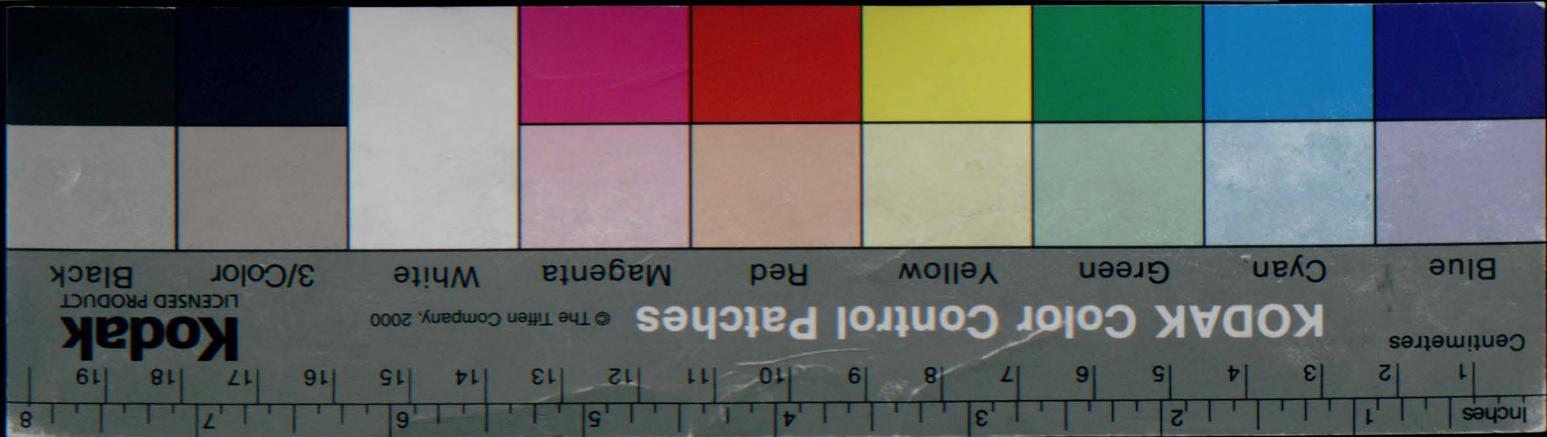 Inches 1 2 3 4 5 6 7 8
Centimetres 1 2 3 4 5 6 7 8 9 10 11 12 13 14 15 16 17 18 19
KODAK Color Control Patches © The Tiffen Company, 2000 Kodak
LICENSED PRODUCT
Blue Cyan Green Yellow Red Magenta White 3/Color Black